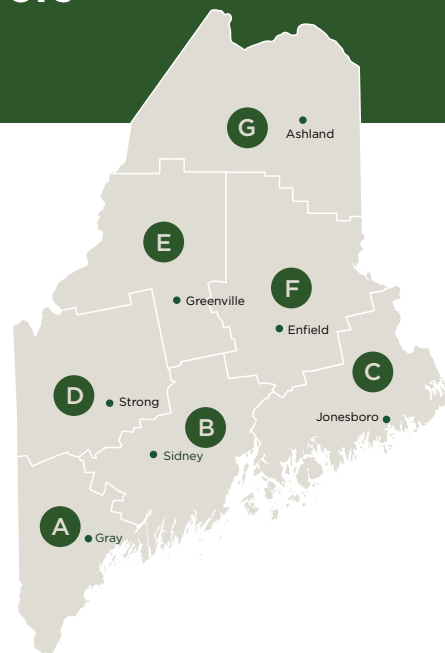 G
Ashland
E
Greenville
F
Enfield
C
D
Strong
Jonesboro
B
Sidney
A
Gray